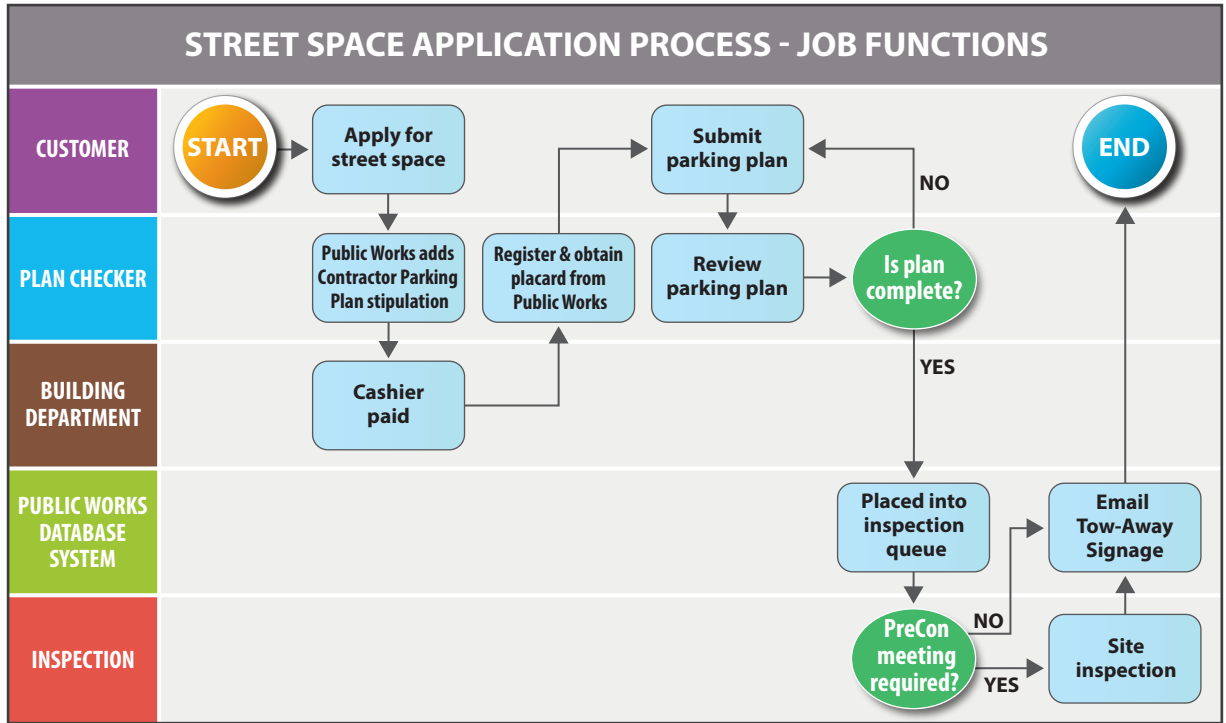 STREET SPACE APPLICATION PROCESS - JOB FUNCTIONS
CUSTOMER
START
Apply for
street space
Submit
parking plan
NO
END
PLAN CHECKER
Public Works adds
Contractor Parking
Plan stipulation
Register & obtain
placard from
Public Works
Review
parking plan
Is plan
complete?
BUILDING
DEPARTMENT
Cashier
paid
YES
PUBLIC WORKS
DATABASE
SYSTEM
Placed into
inspection
queue
Email
Tow-Away
Signage
INSPECTION
PreCon
meeting
required?
NO
YES
Site
inspection